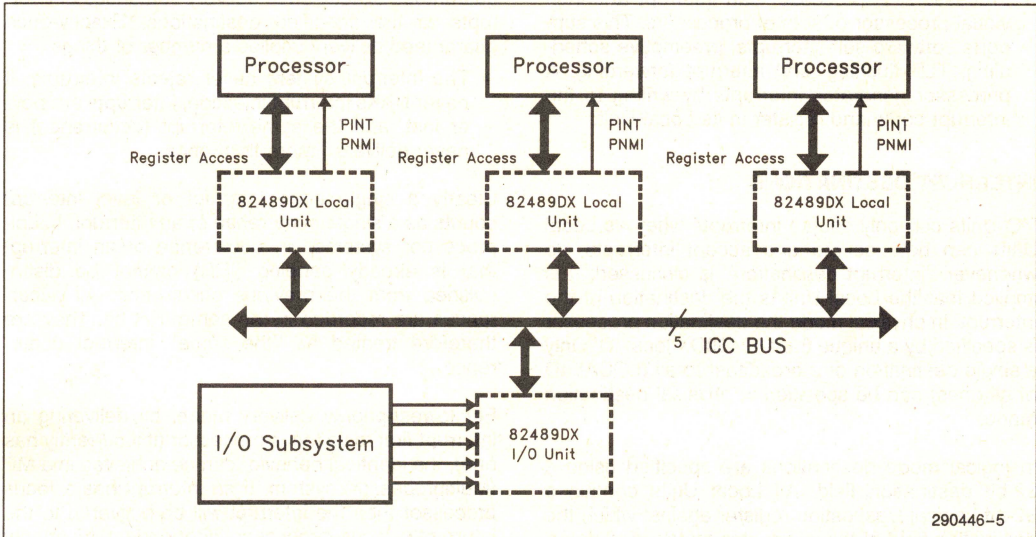 Processor
Processor
Processor
PINT
PNMI
PINT
PNMI
PINT
PNMI
Register Access
Register Access
Register Access
82489DX Local
Unit
82489DX Local
Unit
82489DX Local
Unit
5
ICC BUS
I/O Subsystem
82489DX
I/O Unit
290446-5